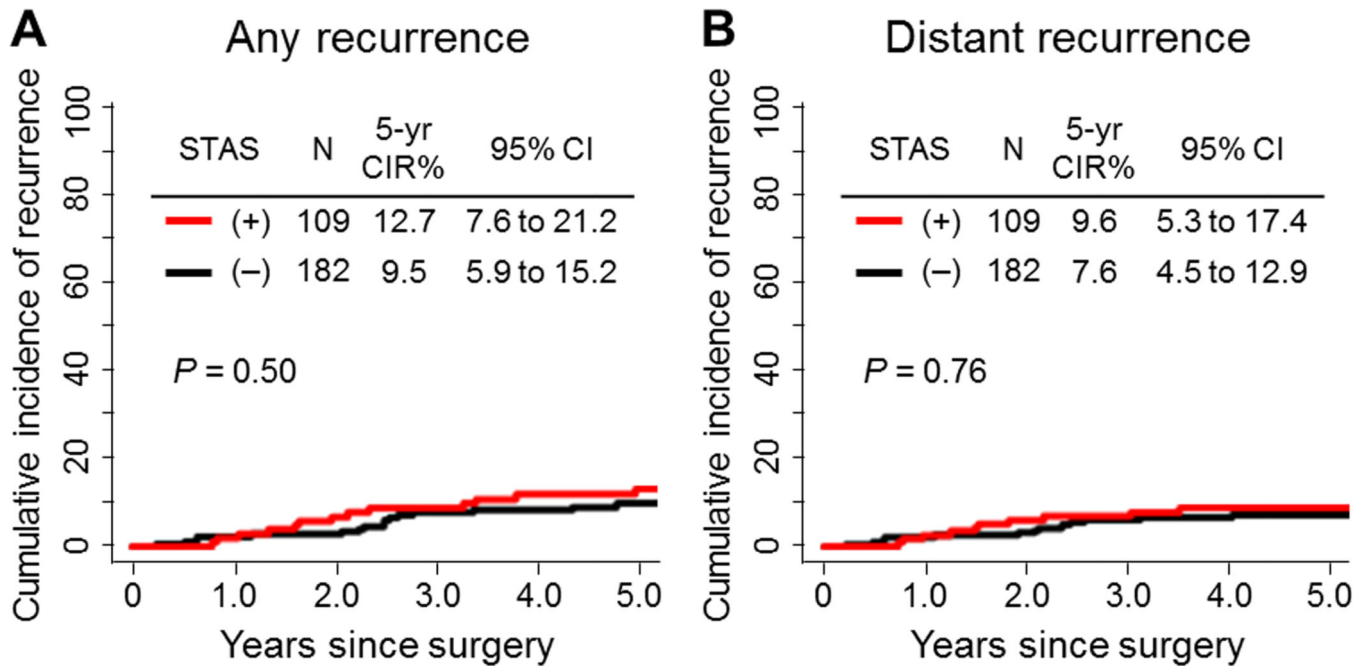 A Any recurrence
Cumulative incidence of recurrence
100
80
60
40
20
0
STAS N 5-yr CIR% 95% CI
(+) 109 12.7 7.6 to 21.2
(–) 182 9.5 5.9 to 15.2
P = 0.50
0 1.0 2.0 3.0 4.0 5.0
Years since surgery
B Distant recurrence
Cumulative incidence of recurrence
100
80
60
40
20
0
STAS N 5-yr CIR% 95% CI
(+) 109 9.6 5.3 to 17.4
(–) 182 7.6 4.5 to 12.9
P = 0.76
0 1.0 2.0 3.0 4.0 5.0
Years since surgery